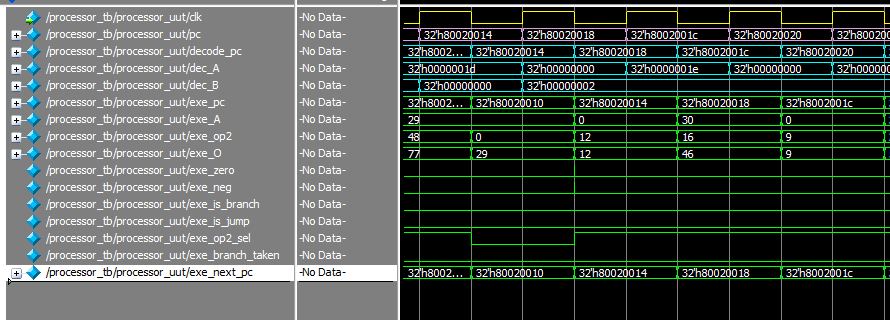 /processor_tb/processor_uut/clk -No Data-
/processor_tb/processor_uut/pc -No Data- 32'h80020014 32'h80020018 32'h8002001c 32'h80020020
/processor_tb/processor_uut/decode_pc -No Data- 32'h8002... 32'h80020014 32'h80020018 32'h8002001c 32'h80020020
/processor_tb/processor_uut/dec_A -No Data- 32'h0000001d 32'h00000000 32'h0000001e 32'h00000000 32'h0000
/processor_tb/processor_uut/dec_B -No Data- 32'h00000000 32'h00000002
/processor_tb/processor_uut/exe_pc -No Data- 32'h8002... 32'h80020010 32'h80020014 32'h80020018 32'h8002001c
/processor_tb/processor_uut/exe_A -No Data- 29 0 30 0
/processor_tb/processor_uut/exe_op2 -No Data- 48 0 12 16 9
/processor_tb/processor_uut/exe_O -No Data- 77 29 12 46 9
/processor_tb/processor_uut/exe_zero -No Data-
/processor_tb/processor_uut/exe_neg -No Data-
/processor_tb/processor_uut/exe_is_branch -No Data-
/processor_tb/processor_uut/exe_is_jump -No Data-
/processor_tb/processor_uut/exe_op2_sel -No Data-
/processor_tb/processor_uut/exe_branch_taken -No Data-
/processor_tb/processor_uut/exe_next_pc -No Data- 32'h8002... 32'h80020010 32'h80020014 32'h80020018 32'h8002001c